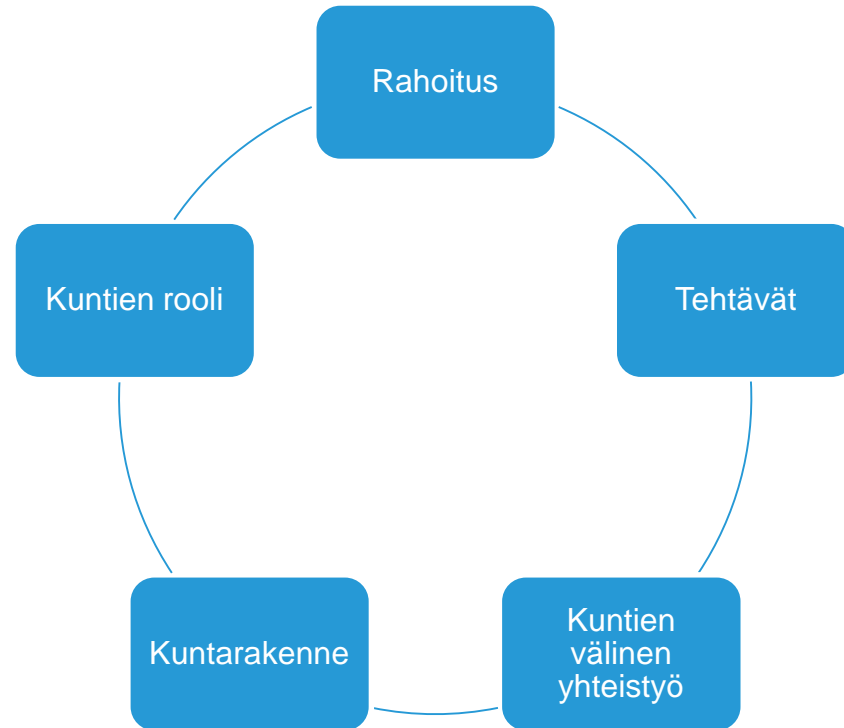 Rahoitus
Tehtävät
Kuntien
välinen
yhteistyö
Kuntarakenne
Kuntien rooli